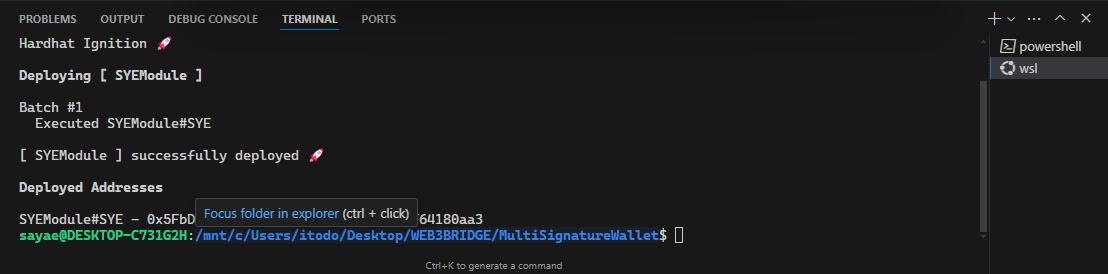 PROBLEMS OUTPUT DEBUG CONSOLE TERMINAL PORTS
Hardhat Ignition 🚀
powershell
wsl
Deploying [ SYEModule ]
Batch #1
Executed SYEModule#SYE
[ SYEModule ] successfully deployed 🚀
Deployed Addresses
Focus folder in explorer (ctrl + click)
SYEModule#SYE - 0x5FbD 64180aa3
sayae@DESKTOP-C731G2H:/mnt/c/Users/itodo/Desktop/WEB3BRIDGE/MultiSignatureWallet$
Ctrl+K to generate a command